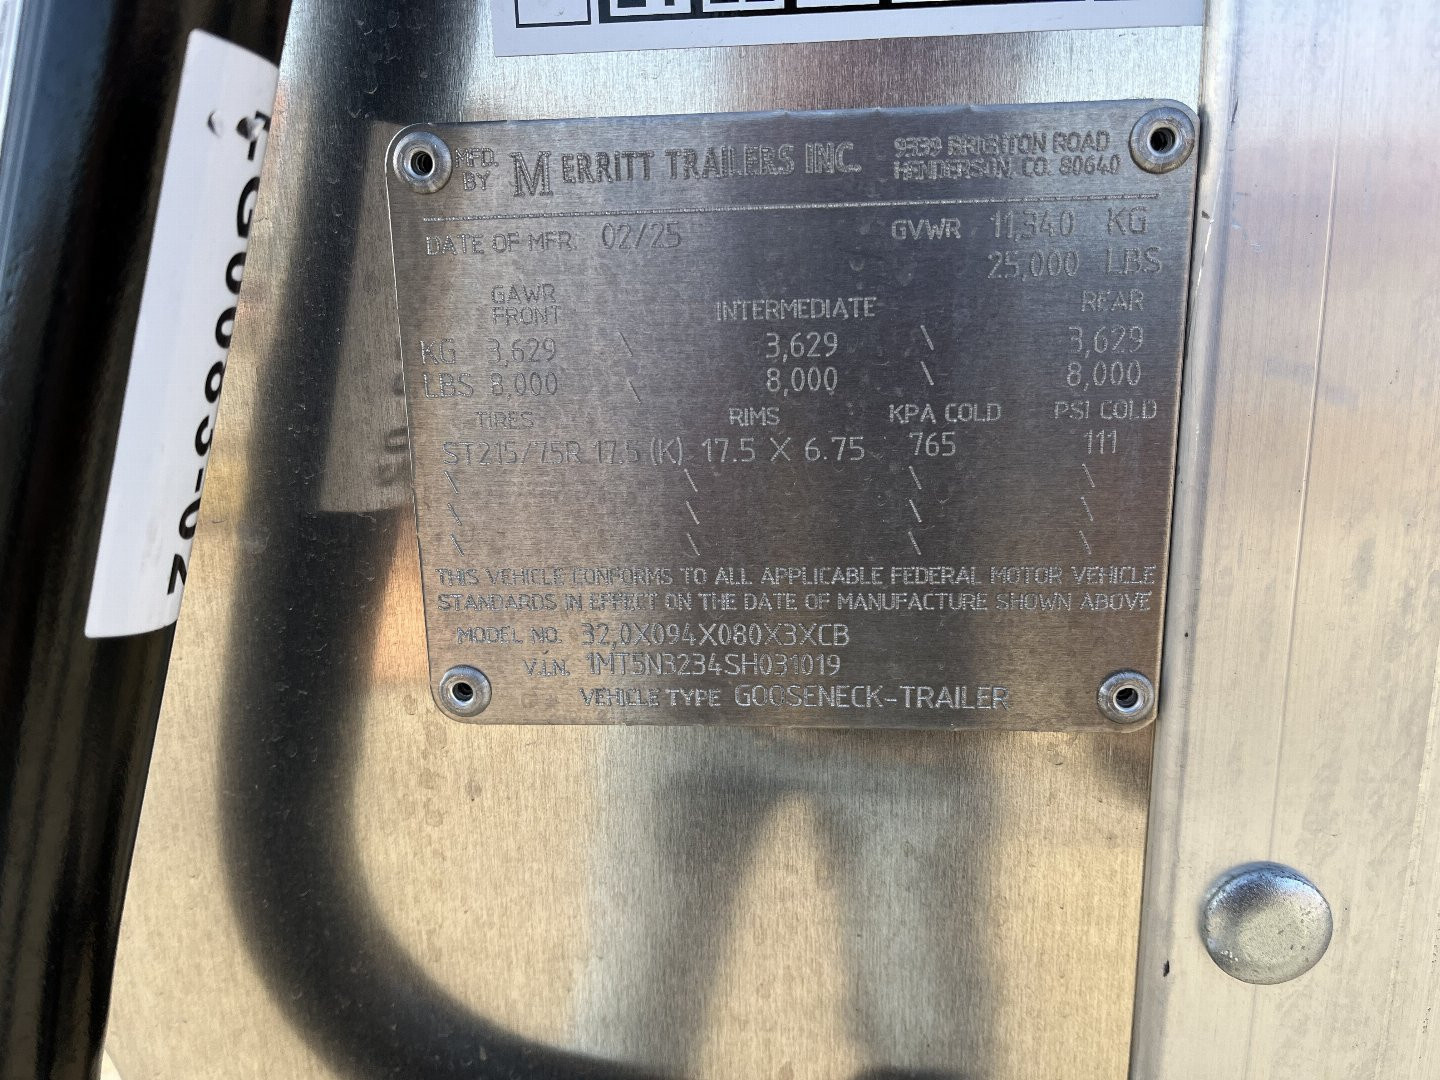 MFD. BY MERRITT TRAILERS INC. 9339 BRIGHTON ROAD HENDERSON, CO. 80640
DATE OF MFR. 02/25 GVWR 11,340 KG
25,000 LBS
GAWR FRONT INTERMEDIATE REAR
KG 3,629 \ 3,629 \ 3,629
LBS 8,000 \ 8,000 \ 8,000
TIRES RIMS KPA COLD PSI COLD
ST215/75R 17.5 (K) 17.5 X 6.75 765 111
\ \ \ \
\ \ \ \
\ \ \ \
THIS VEHICLE CONFORMS TO ALL APPLICABLE FEDERAL MOTOR VEHICLE
STANDARDS IN EFFECT ON THE DATE OF MANUFACTURE SHOWN ABOVE
MODEL NO. 32,0X094X080X3XCB
V.I.N. 1MT5N3234SH031019
VEHICLE TYPE GOOSENECK-TRAILER